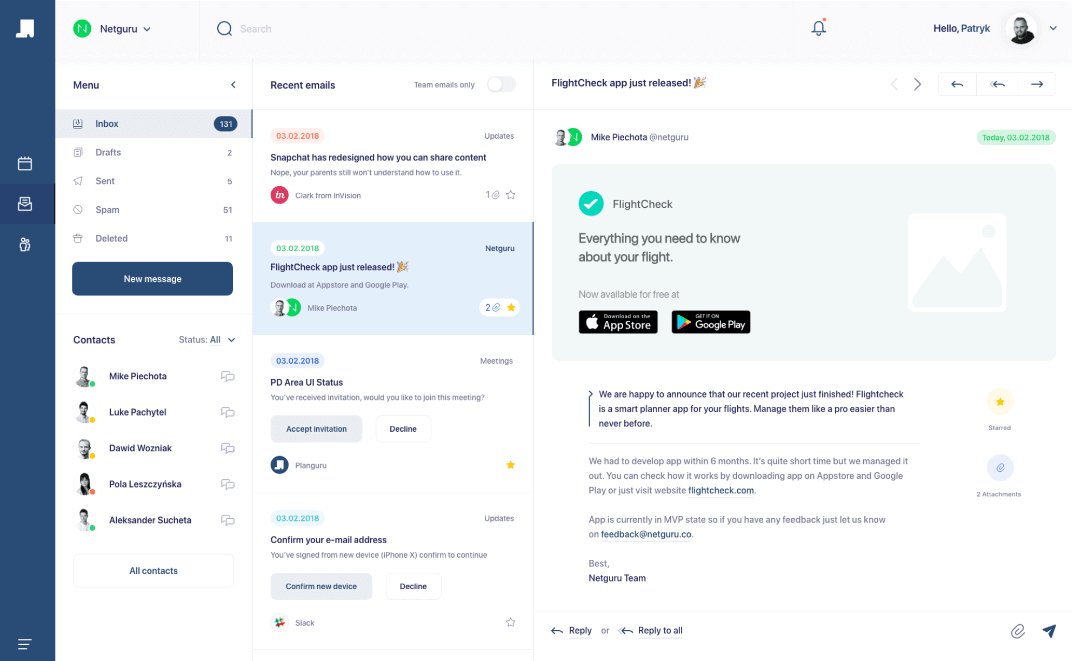 Netguru
Search
Hello, Patryk
Menu
Inbox 131
Drafts 2
Sent 5
Spam 51
Deleted 11
New message
Contacts Status: All
Mike Piechota
Luke Pachytel
Dawid Wozniak
Pola Leszczyńska
Aleksander Sucheta
All contacts
Recent emails Team emails only
03.02.2018 Updates
Snapchat has redesigned how you can share content
Nope, your parents still won't understand how to use it.
in Clark from InVision 1
03.02.2018 Netguru
FlightCheck app just released! 🎉
Download at Appstore and Google Play.
N Mike Piechota 2
03.02.2018 Meetings
PD Area UI Status
You've received invitation, would you like to join this meeting?
Accept invitation Decline
Planguru
03.02.2018 Updates
Confirm your e-mail address
You've signed from new device (iPhone X) confirm to continue
Confirm new device Decline
Slack
FlightCheck app just released! 🎉
N Mike Piechota @netguru Today, 03.02.2018
FlightCheck
Everything you need to know
about your flight.
Now available for free at
Download on the
App Store
GET IT ON
Google Play
We are happy to announce that our recent project just finished! Flightcheck
is a smart planner app for your flights. Manage them like a pro easier than
never before.
Starred
We had to develop app within 6 months. It's quite short time but we managed it
out. You can check how it works by downloading app on Appstore and Google
Play or just visit website flightcheck.com.
2 Attachments
App is currently in MVP state so if you have any feedback just let us know
on feedback@netguru.co.
Best,
Netguru Team
Reply or Reply to all